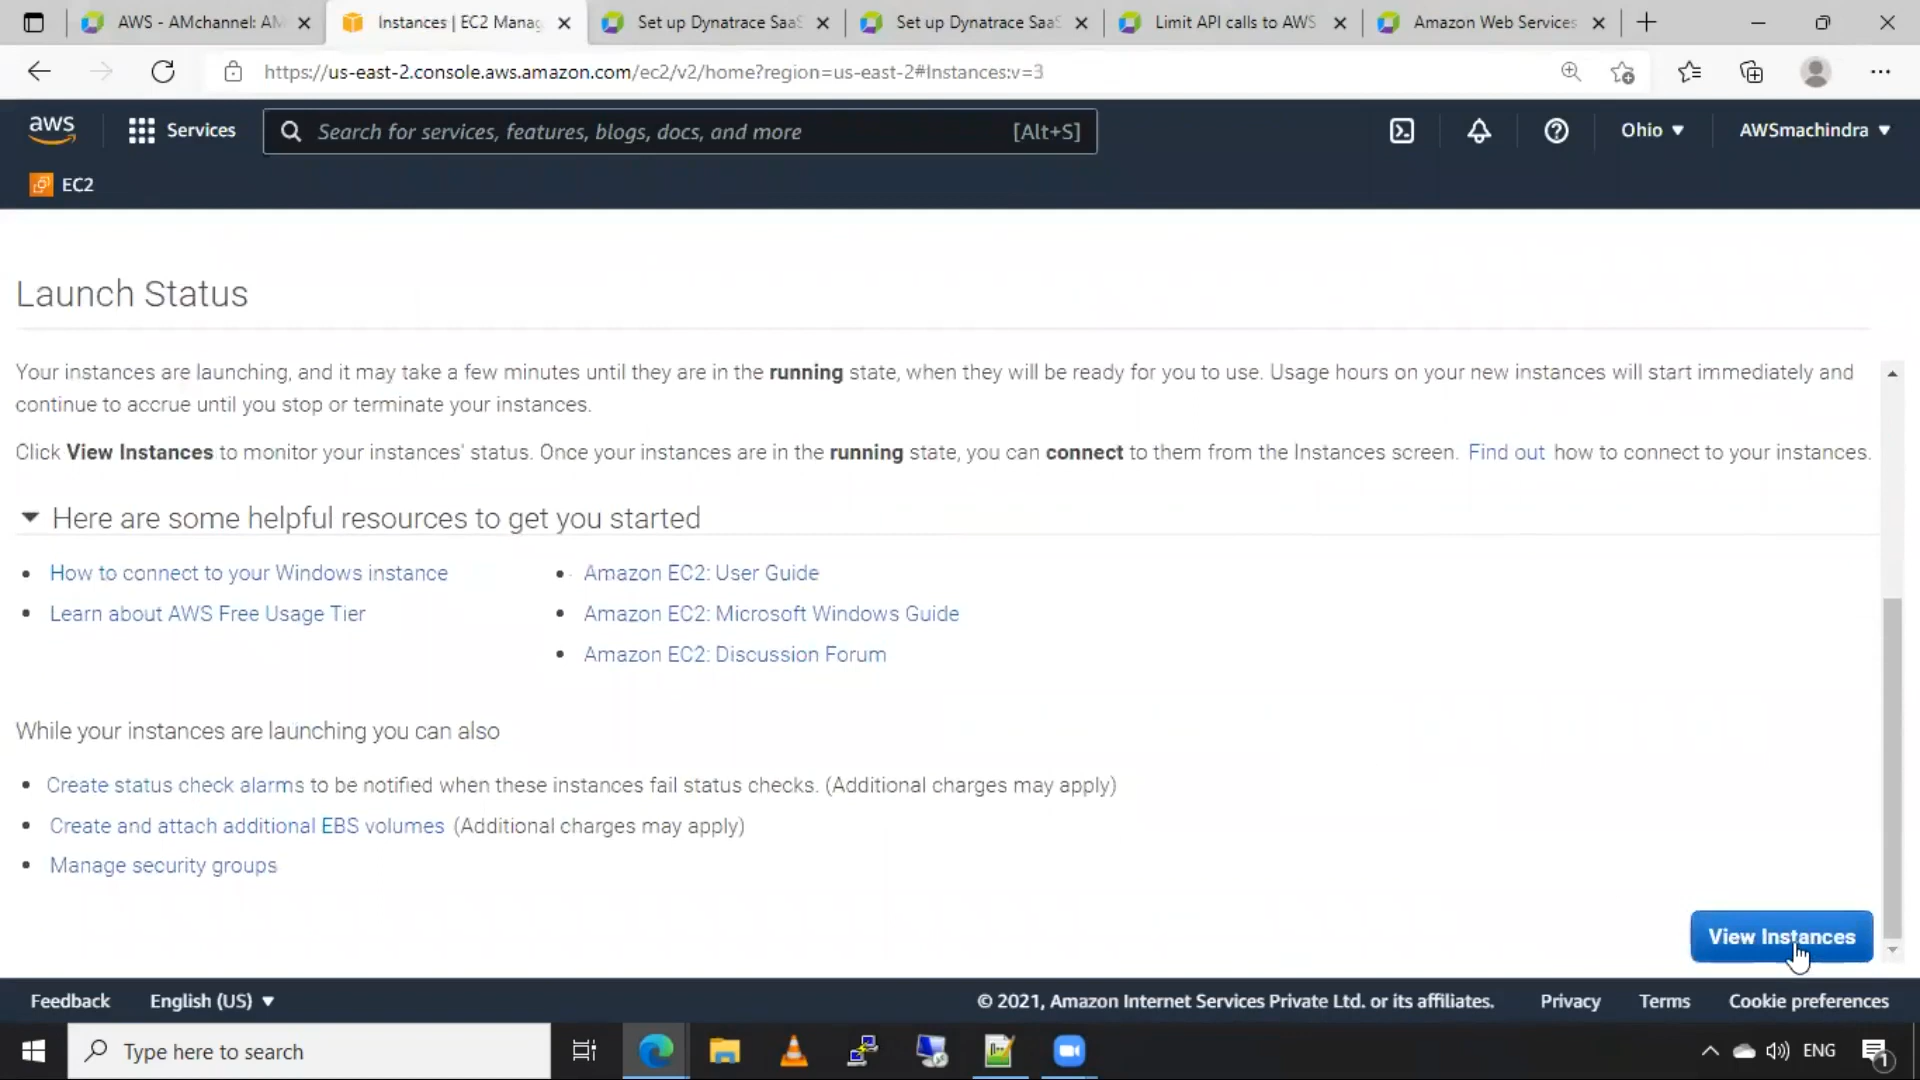 AWS - AMchannel: AM
Instances | EC2 Manag
Set up Dynatrace SaaS
Set up Dynatrace SaaS
Limit API calls to AWS
Amazon Web Services
https://us-east-2.console.aws.amazon.com/ec2/v2/home?region=us-east-2#Instances:v=3
aws
Services
Search for services, features, blogs, docs, and more
[Alt+S]
Ohio
AWSmachindra
EC2
Launch Status
Your instances are launching, and it may take a few minutes until they are in the running state, when they will be ready for you to use. Usage hours on your new instances will start immediately and
continue to accrue until you stop or terminate your instances.
Click View Instances to monitor your instances' status. Once your instances are in the running state, you can connect to them from the Instances screen. Find out how to connect to your instances.
Here are some helpful resources to get you started
How to connect to your Windows instance
Amazon EC2: User Guide
Learn about AWS Free Usage Tier
Amazon EC2: Microsoft Windows Guide
Amazon EC2: Discussion Forum
While your instances are launching you can also
Create status check alarms to be notified when these instances fail status checks. (Additional charges may apply)
Create and attach additional EBS volumes (Additional charges may apply)
Manage security groups
View Instances
Feedback
English (US)
© 2021, Amazon Internet Services Private Ltd. or its affiliates.
Privacy
Terms
Cookie preferences
Type here to search
ENG
1